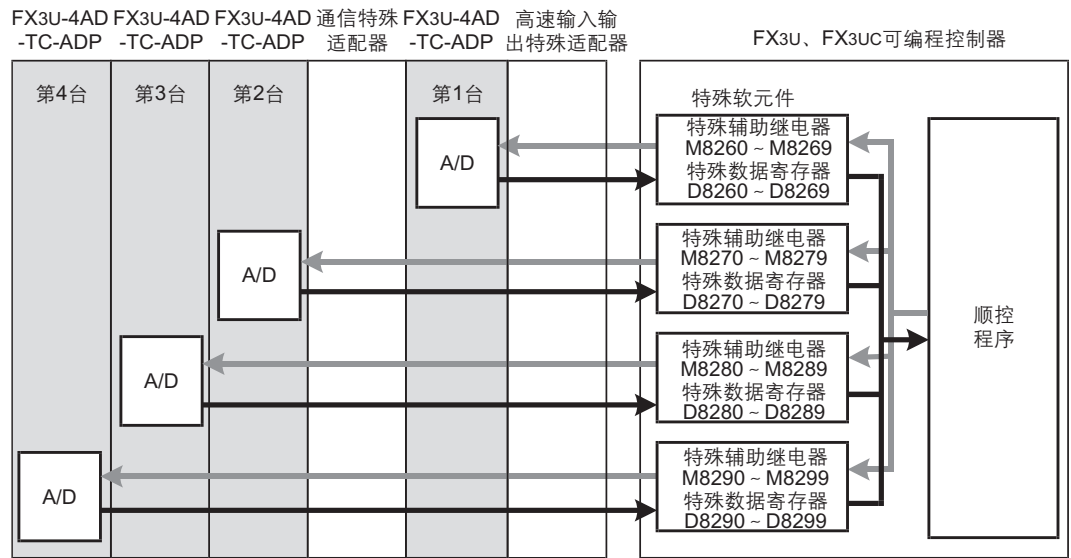 FX3U-4AD FX3U-4AD FX3U-4AD 通信特殊 FX3U-4AD 高速输入输
-TC-ADP -TC-ADP -TC-ADP 适配器 -TC-ADP 出特殊适配器
FX3U、FX3UC可编程控制器
第4台 第3台 第2台 第1台
特殊软元件
A/D
特殊辅助继电器
M8260~M8269
特殊数据寄存器
D8260~D8269
A/D
特殊辅助继电器
M8270~M8279
特殊数据寄存器
D8270~D8279
顺控
程序
A/D
特殊辅助继电器
M8280~M8289
特殊数据寄存器
D8280~D8289
A/D
特殊辅助继电器
M8290~M8299
特殊数据寄存器
D8290~D8299